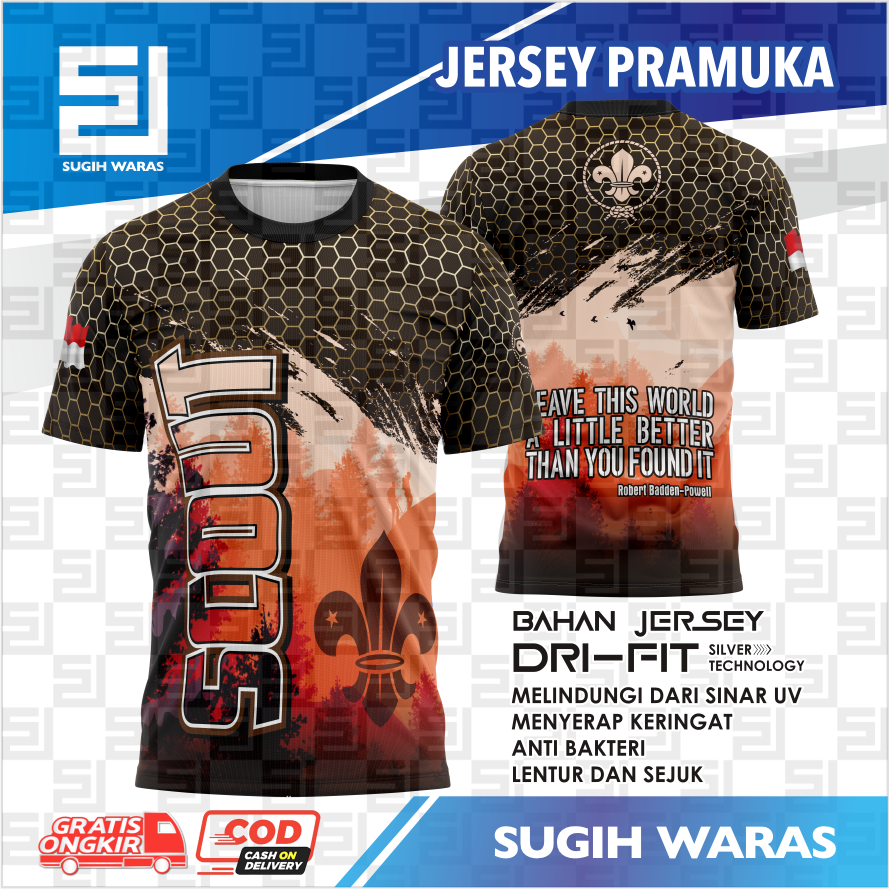 SUGIH WARAS
JERSEY PRAMUKA
SCOUT
EAVE THIS WORLD
A LITTLE BETTER
THAN YOU FOUND IT
Robert Badden-Powell
BAHAN JERSEY
DRI-FIT SILVER
TECHNOLOGY
MELINDUNGI DARI SINAR UV
MENYERAP KERINGAT
ANTI BAKTERI
LENTUR DAN SEJUK
GRATIS
ONGKIR
COD
CASH ON
DELIVERY
SUGIH WARAS